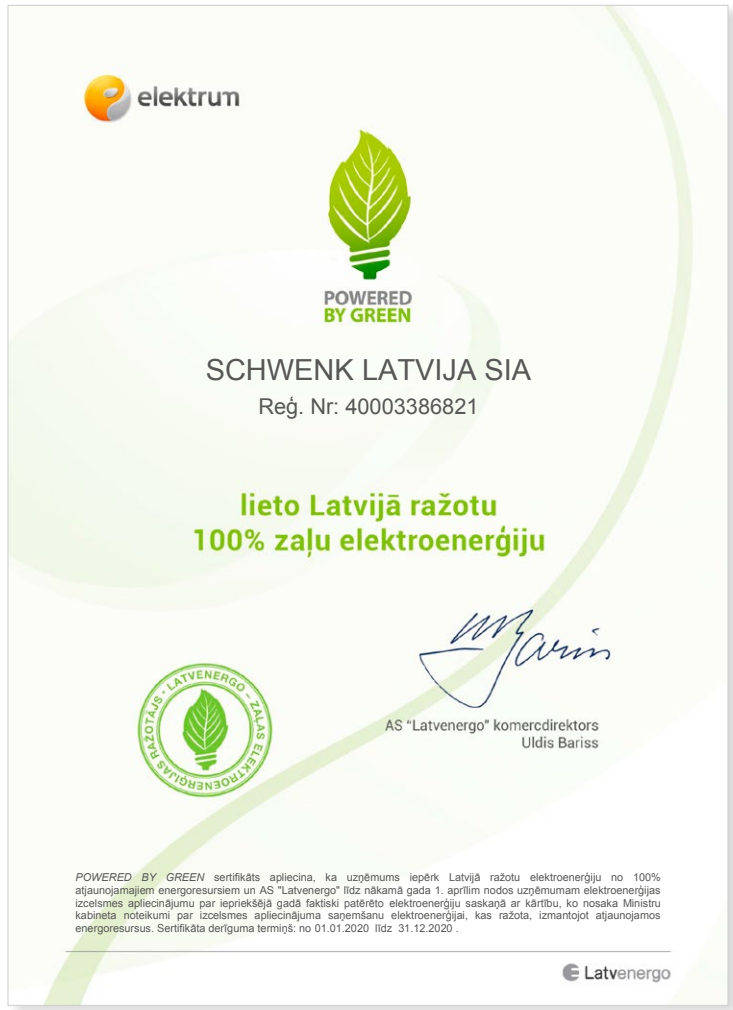 elektrum
POWERED
BY GREEN
SCHWENK LATVIJA SIA
Reģ. Nr: 40003386821
lieto Latvijā ražotu
100% zaļu elektroenerģiju
LATVENERGO – ZAĻAS ELEKTROENERĢIJAS RAŽOTĀJS ·
AS "Latvenergo" komercdirektors
Uldis Bariss
POWERED BY GREEN sertifikāts apliecina, ka uzņēmums iepērk Latvijā ražotu elektroenerģiju no 100%
atjaunojamajiem energoresursiem un AS "Latvenergo" līdz nākamā gada 1. aprīlim nodos uzņēmumam elektroenerģijas
izcelsmes apliecinājumu par iepriekšējā gadā faktiski patērēto elektroenerģiju saskaņā ar kārtību, ko nosaka Ministru
kabineta noteikumi par izcelsmes apliecinājuma saņemšanu elektroenerģijai, kas ražota, izmantojot atjaunojamos
energoresursus. Sertifikāta derīguma termiņš: no 01.01.2020 līdz 31.12.2020 .
Latvenergo